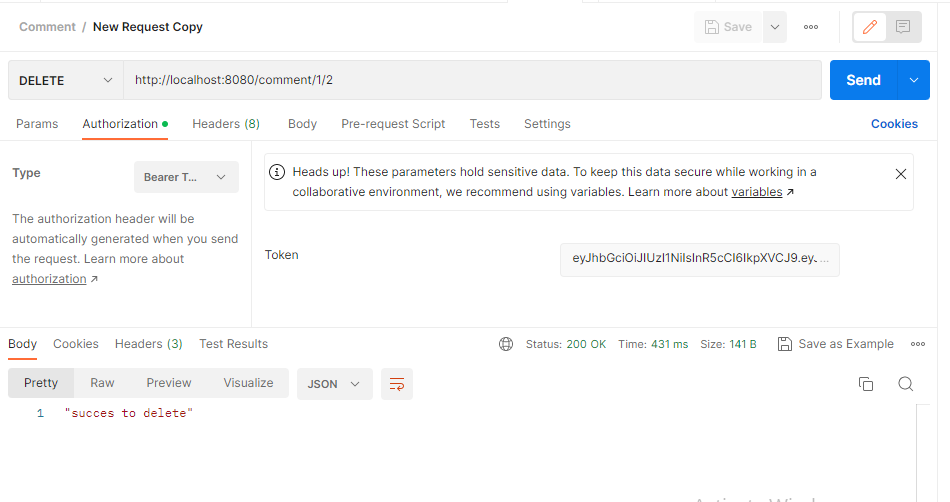 Comment / New Request Copy
Save
DELETE
http://localhost:8080/comment/1/2
Send
Params
Authorization
Headers (8)
Body
Pre-request Script
Tests
Settings
Cookies
Type
Bearer T...
The authorization header will be
automatically generated when you send
the request. Learn more about
authorization ↗
Heads up! These parameters hold sensitive data. To keep this data secure while working in a
collaborative environment, we recommend using variables. Learn more about variables ↗
Token
eyJhbGciOiJIUzI1NiIsInR5cCI6IkpXVCJ9.eyJ...
Body
Cookies
Headers (3)
Test Results
Status: 200 OK
Time: 431 ms
Size: 141 B
Save as Example
Pretty
Raw
Preview
Visualize
JSON
1 "succes to delete"